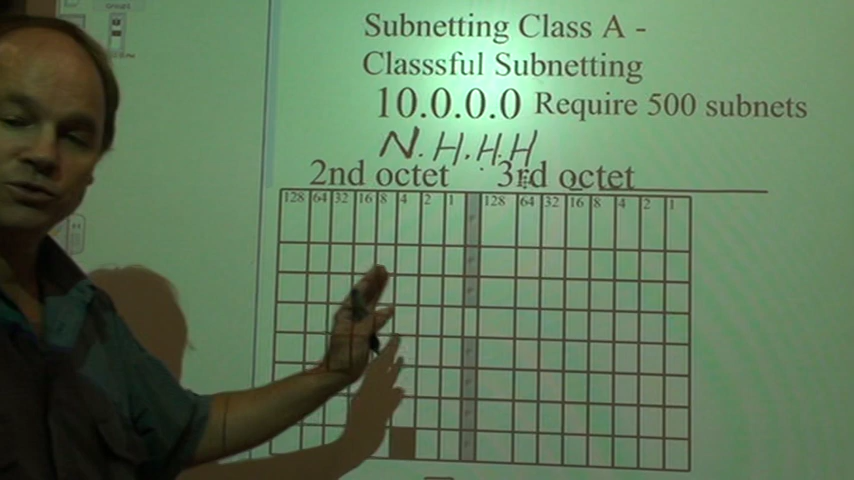 Group1
Subnetting Class A -
Classsful Subnetting
10.0.0.0 Require 500 subnets
N.H.H.H
2nd octet 3rd octet
128 64 32 16 8 4 2 1 128 64 32 16 8 4 2 1